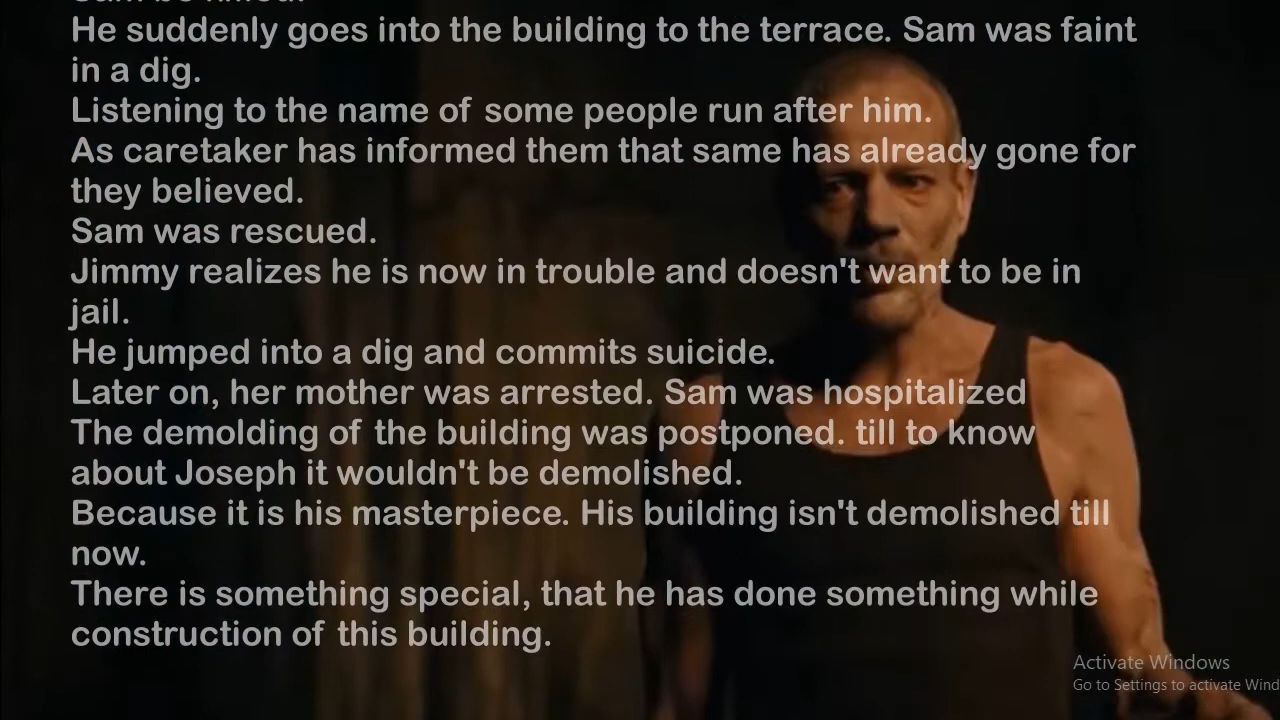 He suddenly goes into the building to the terrace. Sam was faint
in a dig.
Listening to the name of some people run after him.
As caretaker has informed them that same has already gone for
they believed.
Sam was rescued.
Jimmy realizes he is now in trouble and doesn't want to be in
jail.
He jumped into a dig and commits suicide.
Later on, her mother was arrested. Sam was hospitalized
The demolding of the building was postponed. till to know
about Joseph it wouldn't be demolished.
Because it is his masterpiece. His building isn't demolished till
now.
There is something special, that he has done something while
construction of this building.
Activate Windows
Go to Settings to activate Wind